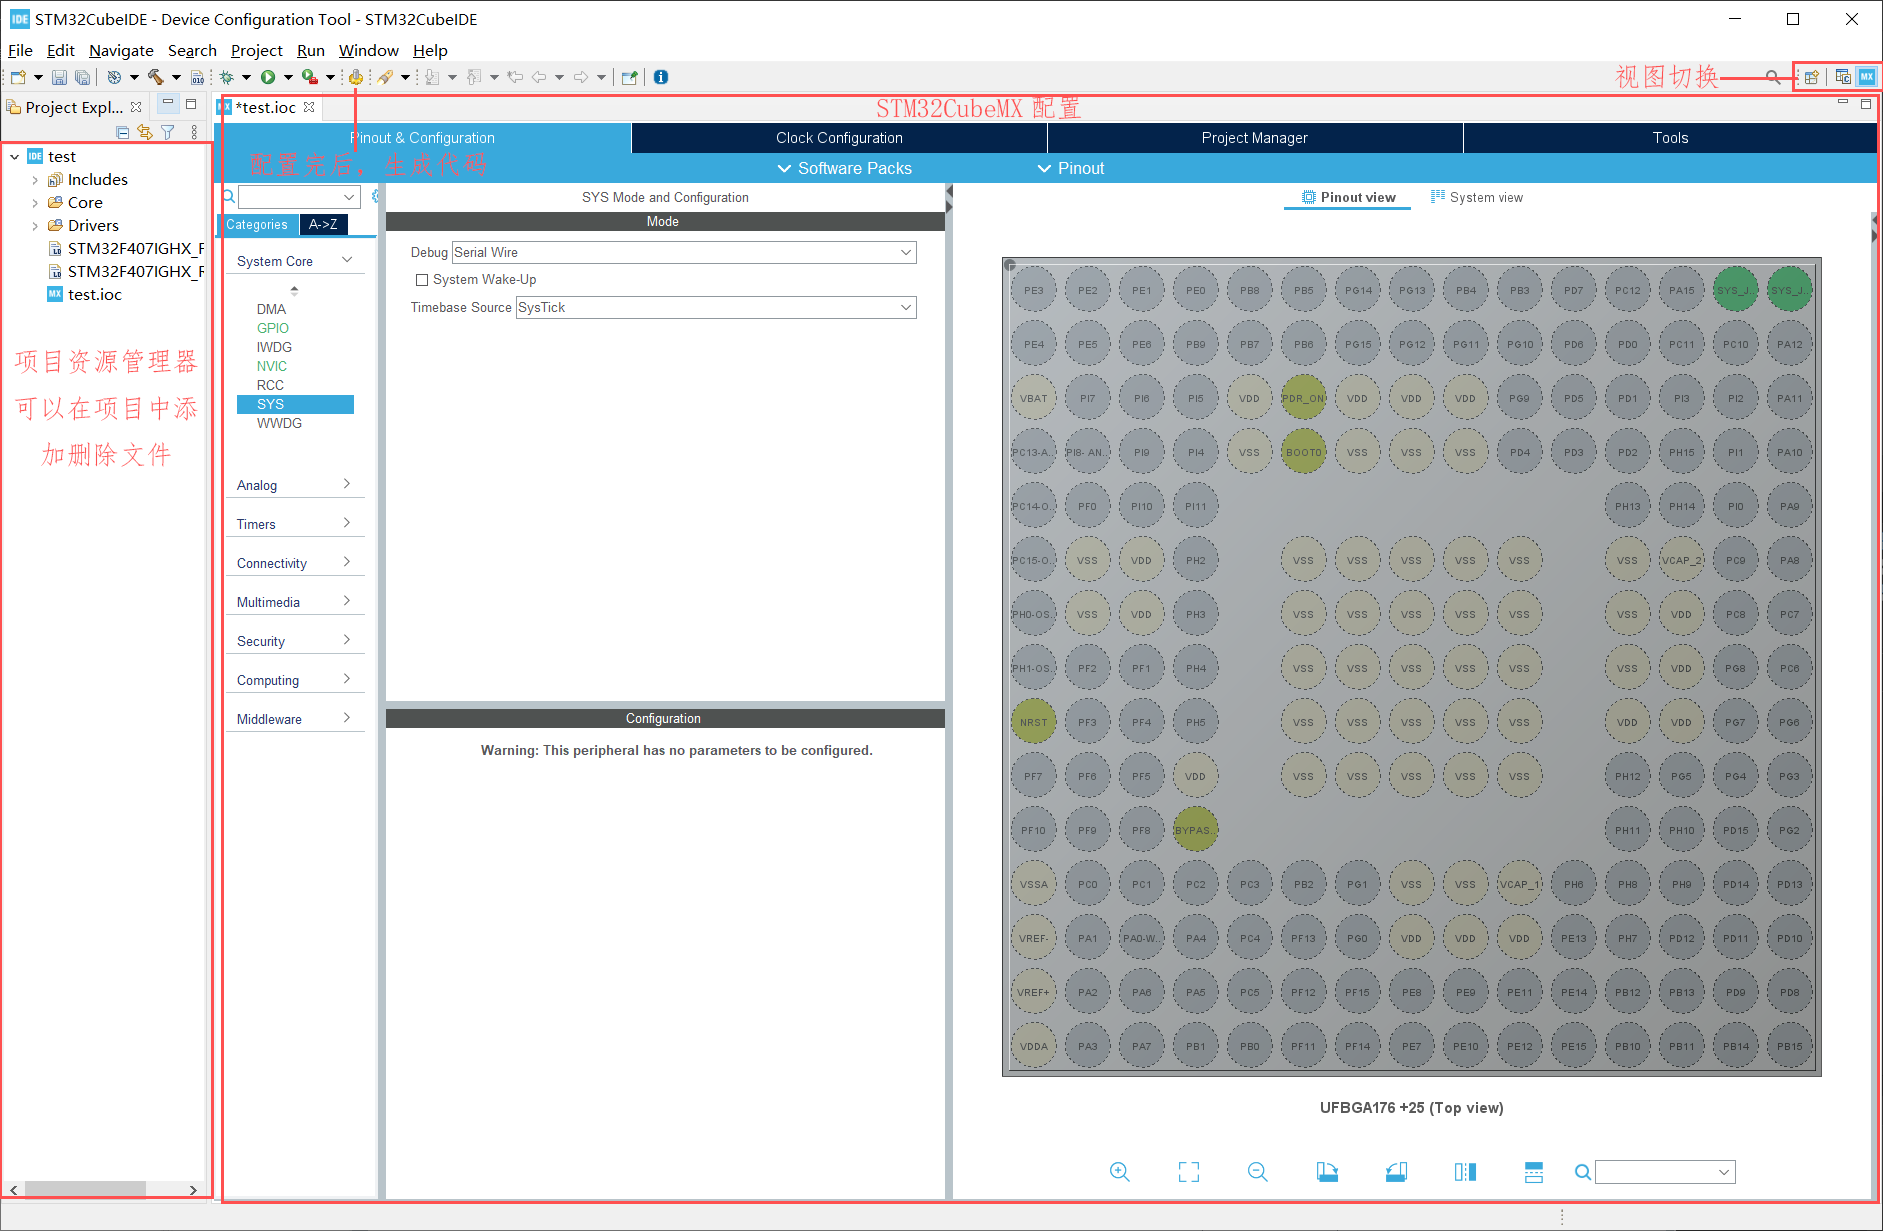 IDE STM32CubeIDE - Device Configuration Tool - STM32CubeIDE
File Edit Navigate Search Project Run Window Help
010
视图切换
MX
Project Expl...
MX *test.ioc
STM32CubeMX 配置
Pinout & Configuration Clock Configuration Project Manager Tools
配置完后，生成代码
Software Packs Pinout
IDE test
Includes
Core
Drivers
STM32F407IGHX_F
STM32F407IGHX_F
MX test.ioc
项目资源管理器
可以在项目中添
加删除文件
Categories A->Z
System Core
DMA
GPIO
IWDG
NVIC
RCC
SYS
WWDG
Analog
Timers
Connectivity
Multimedia
Security
Computing
Middleware
SYS Mode and Configuration
Mode
Debug Serial Wire
System Wake-Up
Timebase Source SysTick
Configuration
Warning: This peripheral has no parameters to be configured.
Pinout view System view
PE3 PE2 PE1 PE0 PB8 PB5 PG14 PG13 PB4 PB3 PD7 PC12 PA15 SYS_J.. SYS_J..
PE4 PE5 PE6 PB9 PB7 PB6 PG15 PG12 PG11 PG10 PD6 PD0 PC11 PC10 PA12
VBAT PI7 PI6 PI5 VDD PDR_ON VDD VDD VDD PG9 PD5 PD1 PI3 PI2 PA11
PC13-A.. PI8- AN.. PI9 PI4 VSS BOOT0 VSS VSS VSS PD4 PD3 PD2 PH15 PI1 PA10
PC14-O.. PF0 PI10 PI11 PH13 PH14 PI0 PA9
PC15-O.. VSS VDD PH2 VSS VSS VSS VSS VSS VSS VCAP_2 PC9 PA8
PH0-OS.. VSS VDD PH3 VSS VSS VSS VSS VSS VSS VDD PC8 PC7
PH1-OS.. PF2 PF1 PH4 VSS VSS VSS VSS VSS VSS VDD PG8 PC6
NRST PF3 PF4 PH5 VSS VSS VSS VSS VSS VDD VDD PG7 PG6
PF7 PF6 PF5 VDD VSS VSS VSS VSS VSS PH12 PG5 PG4 PG3
PF10 PF9 PF8 BYPAS.. PH11 PH10 PD15 PG2
VSSA PC0 PC1 PC2 PC3 PB2 PG1 VSS VSS VCAP_1 PH6 PH8 PH9 PD14 PD13
VREF- PA1 PA0-W.. PA4 PC4 PF13 PG0 VDD VDD VDD PE13 PH7 PD12 PD11 PD10
VREF+ PA2 PA6 PA5 PC5 PF12 PF15 PE8 PE9 PE11 PE14 PB12 PB13 PD9 PD8
VDDA PA3 PA7 PB1 PB0 PF11 PF14 PE7 PE10 PE12 PE15 PB10 PB11 PB14 PB15
UFBGA176 +25 (Top view)